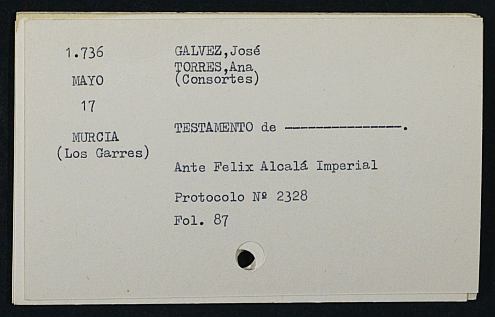 1.736
MAYO
17
MURCIA
(Los Garres)
GALVEZ,José
TORRES,Ana
(Consortes)
TESTAMENTO de ---------------.
Ante Felix Alcalá Imperial
Protocolo Nº 2328
Fol. 87